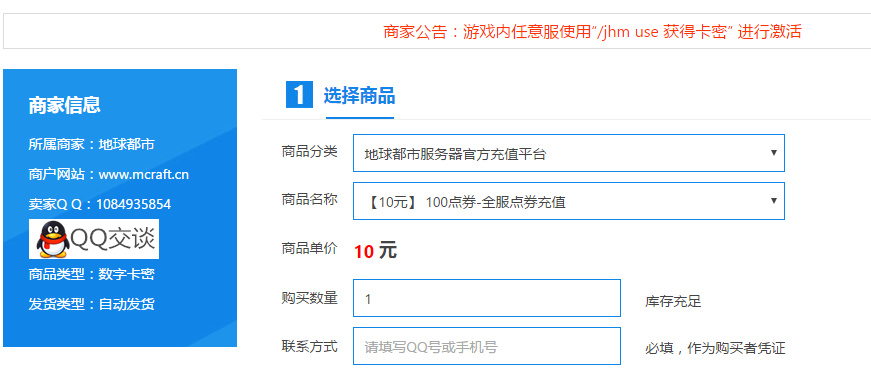 商家公告：游戏内任意服使用“/jhm use 获得卡密” 进行激活
商家信息
所属商家：地球都市
商户网站：www.mcraft.cn
卖家Q Q：1084935854
QQ交谈
商品类型：数字卡密
发货类型：自动发货
1 选择商品
商品分类 地球都市服务器官方充值平台
商品名称 【10元】 100点券-全服点券充值
商品单价 10 元
购买数量 1 库存充足
联系方式 请填写QQ号或手机号 必填，作为购买者凭证